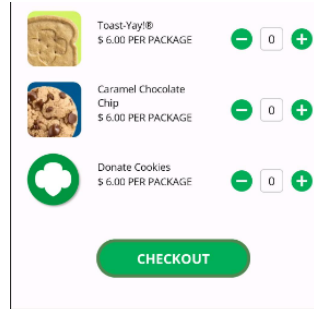 Toast-Yay!®
$ 6.00 PER PACKAGE
0
Caramel Chocolate
Chip
$ 6.00 PER PACKAGE
0
Donate Cookies
$ 6.00 PER PACKAGE
0
CHECKOUT